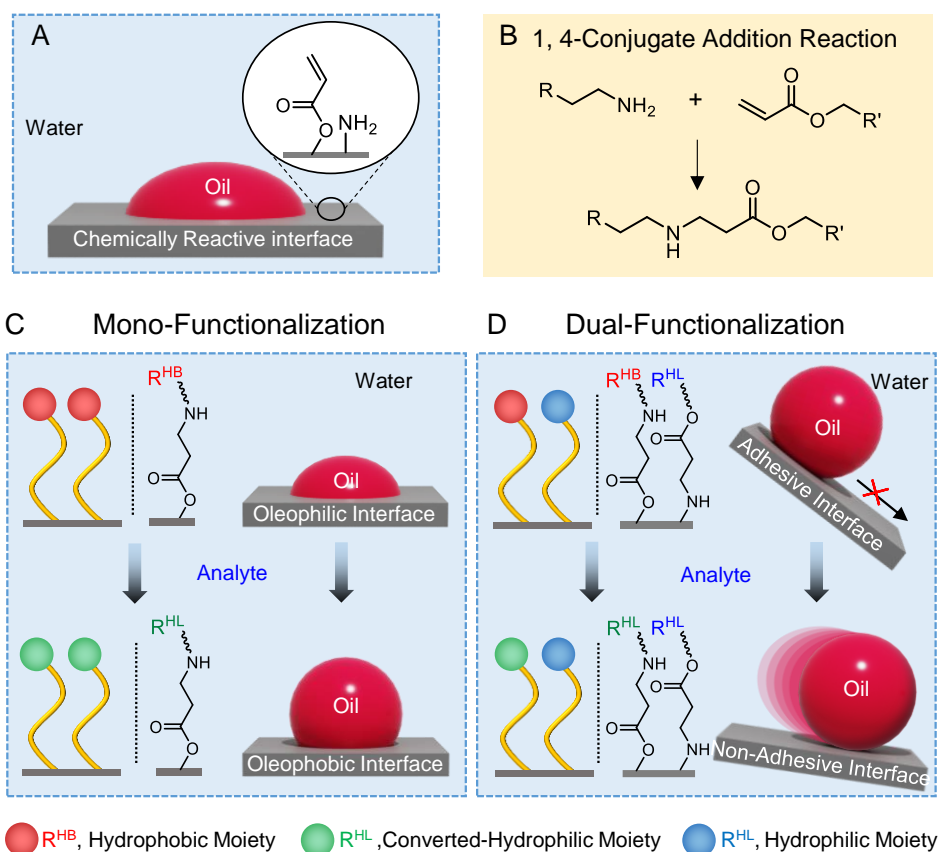 A
Water
O
O
NH2
Oil
Chemically Reactive interface
B 1, 4-Conjugate Addition Reaction
R
NH2
+
O
O
R'
R
N
H
O
O
R'
C Mono-Functionalization
RHB
NH
O
O
Water
Oil
Oleophilic Interface
Analyte
RHL
NH
O
O
Oil
Oleophobic Interface
D Dual-Functionalization
RHB
RHL
NH
O
O
O
O
NH
Water
Oil
Adhesive Interface
Analyte
RHL
RHL
NH
O
O
O
O
NH
Oil
Non-Adhesive Interface
RHB, Hydrophobic Moiety
RHL,Converted-Hydrophilic Moiety
RHL, Hydrophilic Moiety